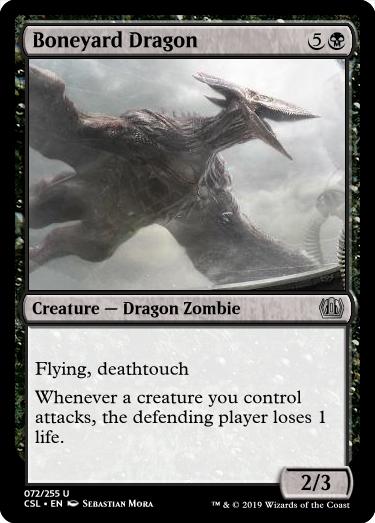 Boneyard Dragon 5
Creature — Dragon Zombie
Flying, deathtouch
Whenever a creature you control
attacks, the defending player loses 1
life.
2/3
072/255 U
CSL • EN Sebastian Mora
™ & © 2019 Wizards of the Coast